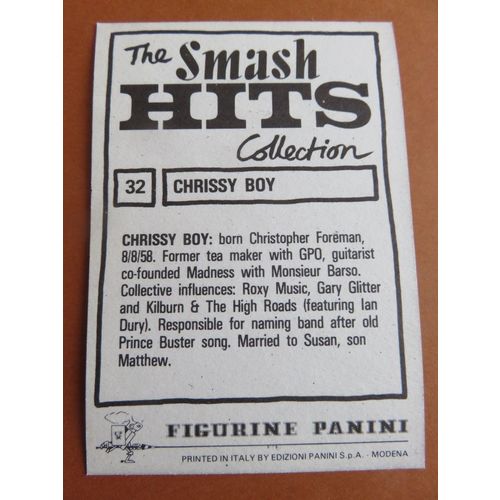 The Smash
HITS
Collection
32 CHRISSY BOY
CHRISSY BOY: born Christopher Foreman,
8/8/58. Former tea maker with GPO, guitarist
co-founded Madness with Monsieur Barso.
Collective influences: Roxy Music, Gary Glitter
and Kilburn & The High Roads (featuring Ian
Dury). Responsible for naming band after old
Prince Buster song. Married to Susan, son
Matthew.
FIGURINE PANINI
PRINTED IN ITALY BY EDIZIONI PANINI S.p.A. - MODENA